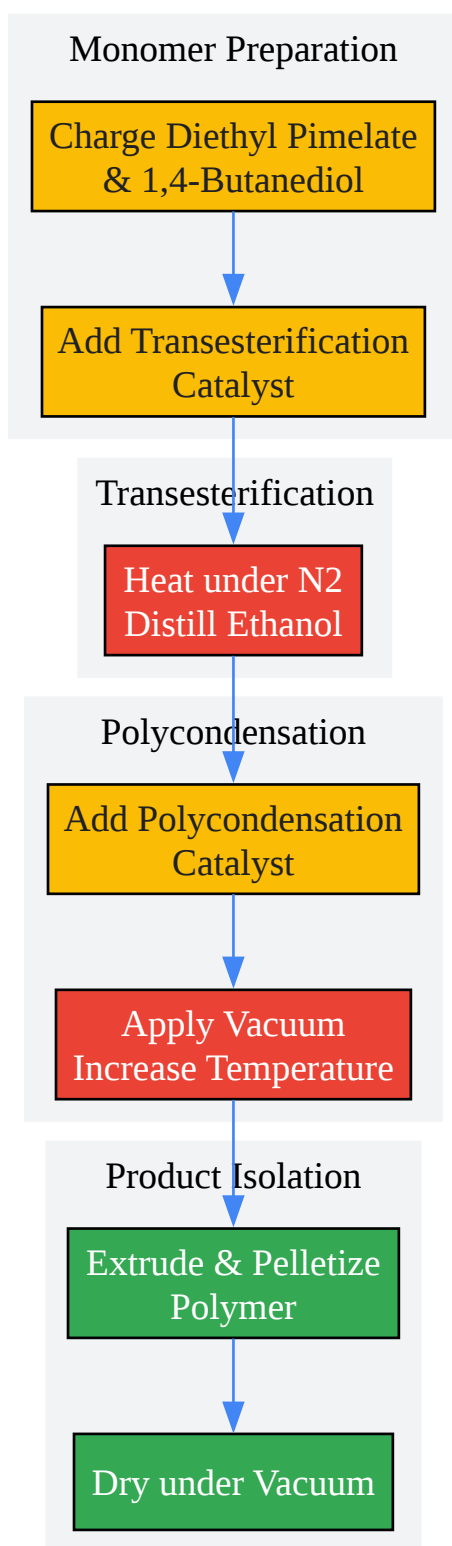 Monomer Preparation
Charge Diethyl Pimelate
& 1,4-Butanediol
Add Transesterification
Catalyst
Transesterification
Heat under N2
Distill Ethanol
Polycondensation
Add Polycondensation
Catalyst
Apply Vacuum
Increase Temperature
Product Isolation
Extrude & Pelletize
Polymer
Dry under Vacuum